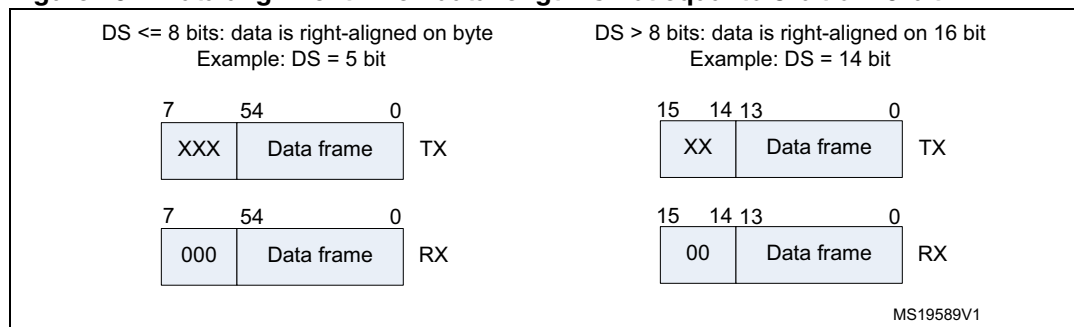 DS <= 8 bits: data is right-aligned on byte
Example: DS = 5 bit
7 54 0
XXX Data frame TX
7 54 0
000 Data frame RX
DS > 8 bits: data is right-aligned on 16 bit
Example: DS = 14 bit
15 14 13 0
XX Data frame TX
15 14 13 0
00 Data frame RX
MS19589V1